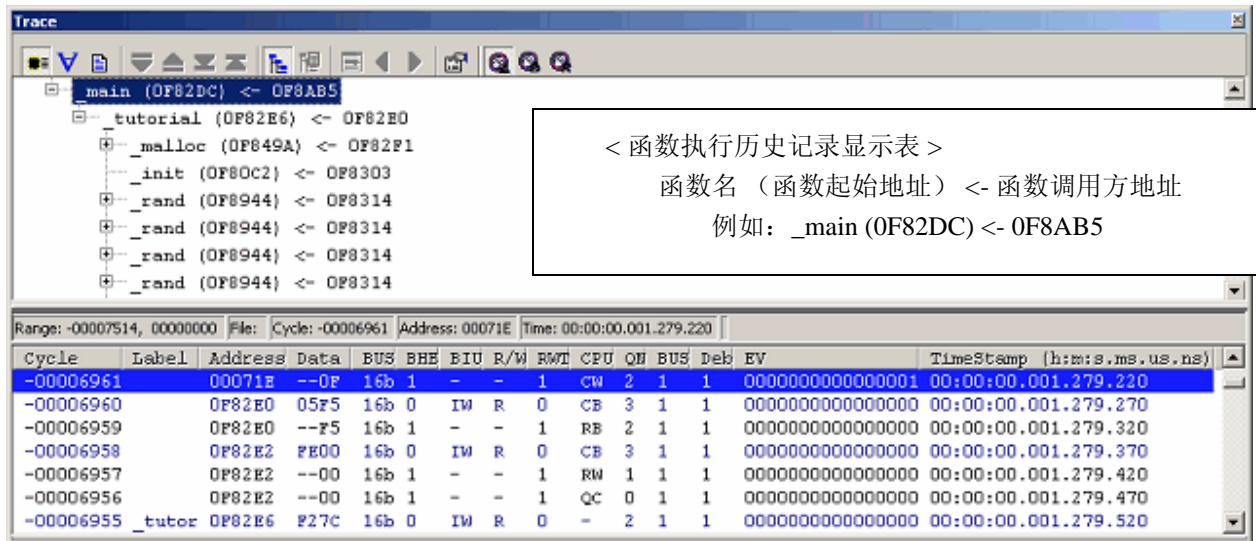 Trace
_main (0F82DC) <- 0F8AB5
_tutorial (0F82E6) <- 0F82E0
_malloc (0F849A) <- 0F82F1
_init (0F80C2) <- 0F8303
_rand (0F8944) <- 0F8314
_rand (0F8944) <- 0F8314
_rand (0F8944) <- 0F8314
_rand (0F8944) <- 0F8314
< 函数执行历史记录显示表 >
函数名 （函数起始地址） <- 函数调用方地址
例如： _main (0F82DC) <- 0F8AB5
Range: -00007514, 00000000 File: Cycle: -00006961 Address: 00071E Time: 00:00:00.001.279.220
Cycle Label Address Data BUS BHE BIU R/W RWT CPU QN BUS Deb EV TimeStamp (h:m:s.ms.us.ns)
-00006961 00071E --0F 16b 1 - - 1 CW 2 1 1 0000000000000001 00:00:00.001.279.220
-00006960 0F82E0 05F5 16b 0 IW R 0 CB 3 1 1 0000000000000000 00:00:00.001.279.270
-00006959 0F82E0 --F5 16b 1 - - 1 RB 2 1 1 0000000000000000 00:00:00.001.279.320
-00006958 0F82E2 FE00 16b 0 IW R 0 CB 3 1 1 0000000000000000 00:00:00.001.279.370
-00006957 0F82E2 --00 16b 1 - - 1 RW 1 1 1 0000000000000000 00:00:00.001.279.420
-00006956 0F82E2 --00 16b 1 - - 1 QC 0 1 1 0000000000000000 00:00:00.001.279.470
-00006955 _tutor 0F82E6 F27C 16b 0 IW R 0 - 2 1 1 0000000000000000 00:00:00.001.279.520